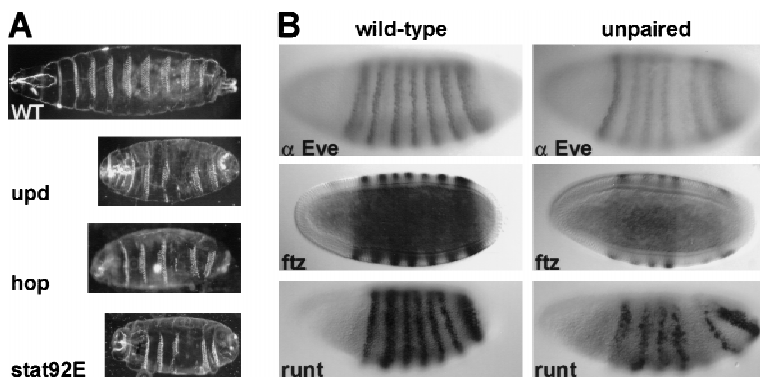 A
B
wild-type
unpaired
WT
upd
hop
stat92E
α Eve
α Eve
ftz
ftz
runt
runt